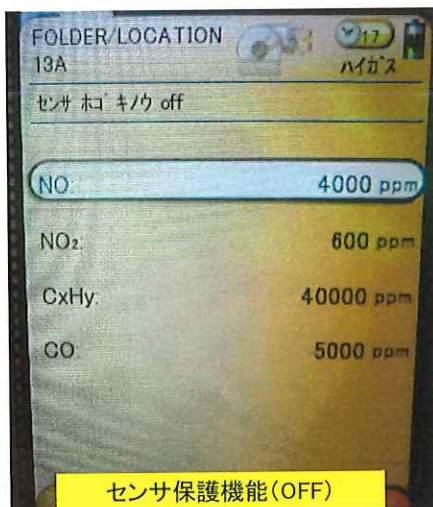 FOLDER/LOCATION
17
13A
ハイガス
センサ ホゴ キノウ off
NO: 4000 ppm
NO₂: 600 ppm
CxHy: 40000 ppm
CO: 5000 ppm
センサ保護機能(OFF)